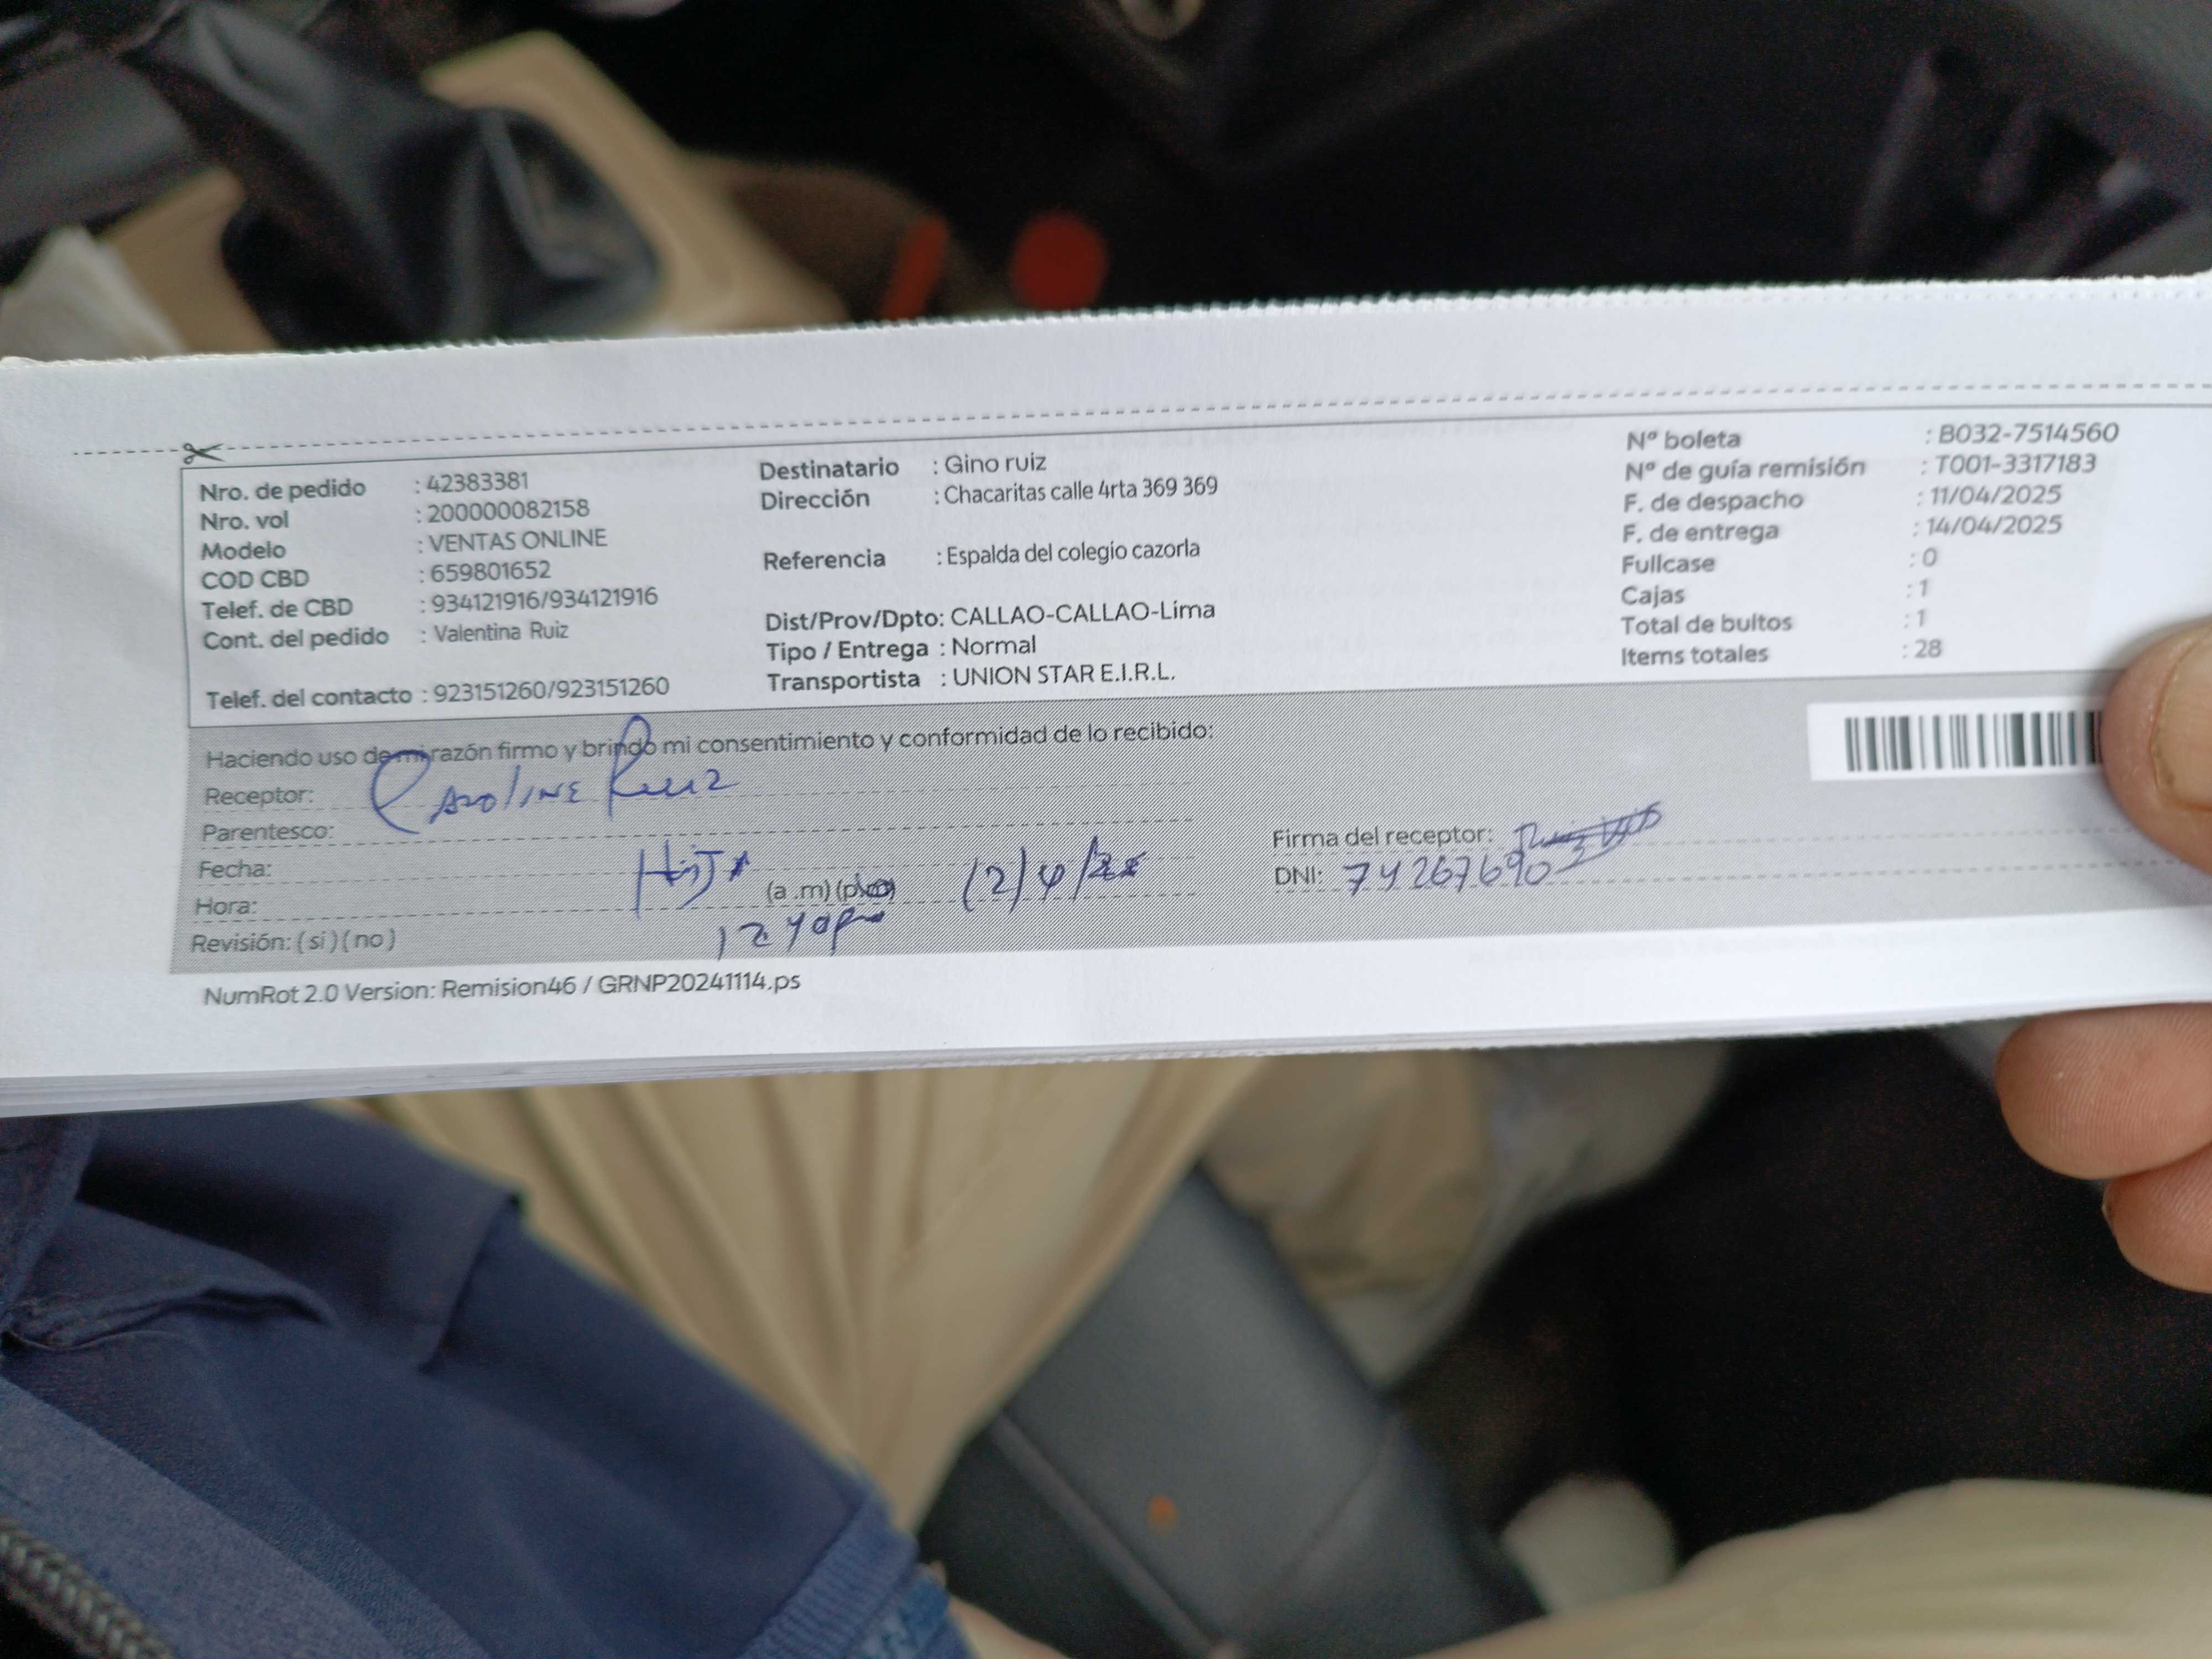 Nro. de pedido : 42383381
Nro. vol : 200000082158
Modelo : VENTAS ONLINE
COD CBD : 659801652
Telef. de CBD : 934121916/934121916
Cont. del pedido : Valentina Ruiz
Telef. del contacto : 923151260/923151260
Destinatario : Gino ruiz
Dirección : Chacaritas calle 4rta 369 369
Referencia : Espalda del colegio cazorla
Dist/Prov/Dpto: CALLAO-CALLAO-Lima
Tipo / Entrega : Normal
Transportista : UNION STAR E.I.R.L.
Nº boleta : B032-7514560
Nº de guía remisión : T001-3317183
F. de despacho : 11/04/2025
F. de entrega : 14/04/2025
Fullcase : 0
Cajas : 1
Total de bultos : 1
Items totales : 28
Haciendo uso de mi razón firmo y brindo mi consentimiento y conformidad de lo recibido:
Receptor: CAROLINE Ruiz
Parentesco:
Fecha: Hija
Hora: (a .m) (p.m) 12/4/
Revisión: ( si ) ( no ) 12 40pm
Firma del receptor:
DNI: 74267690
NumRot 2.0 Version: Remision46 / GRNP20241114.ps